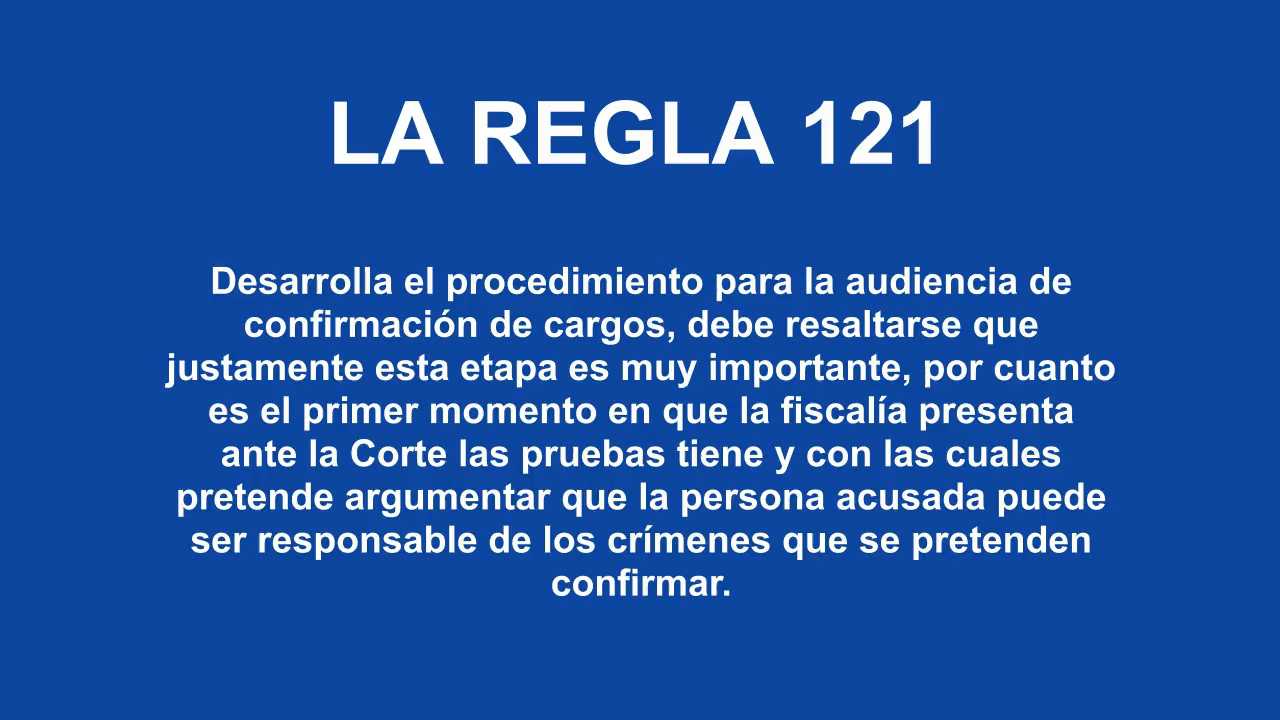 LA REGLA 121
Desarrolla el procedimiento para la audiencia de
confirmación de cargos, debe resaltarse que
justamente esta etapa es muy importante, por cuanto
es el primer momento en que la fiscalía presenta
ante la Corte las pruebas tiene y con las cuales
pretende argumentar que la persona acusada puede
ser responsable de los crímenes que se pretenden
confirmar.